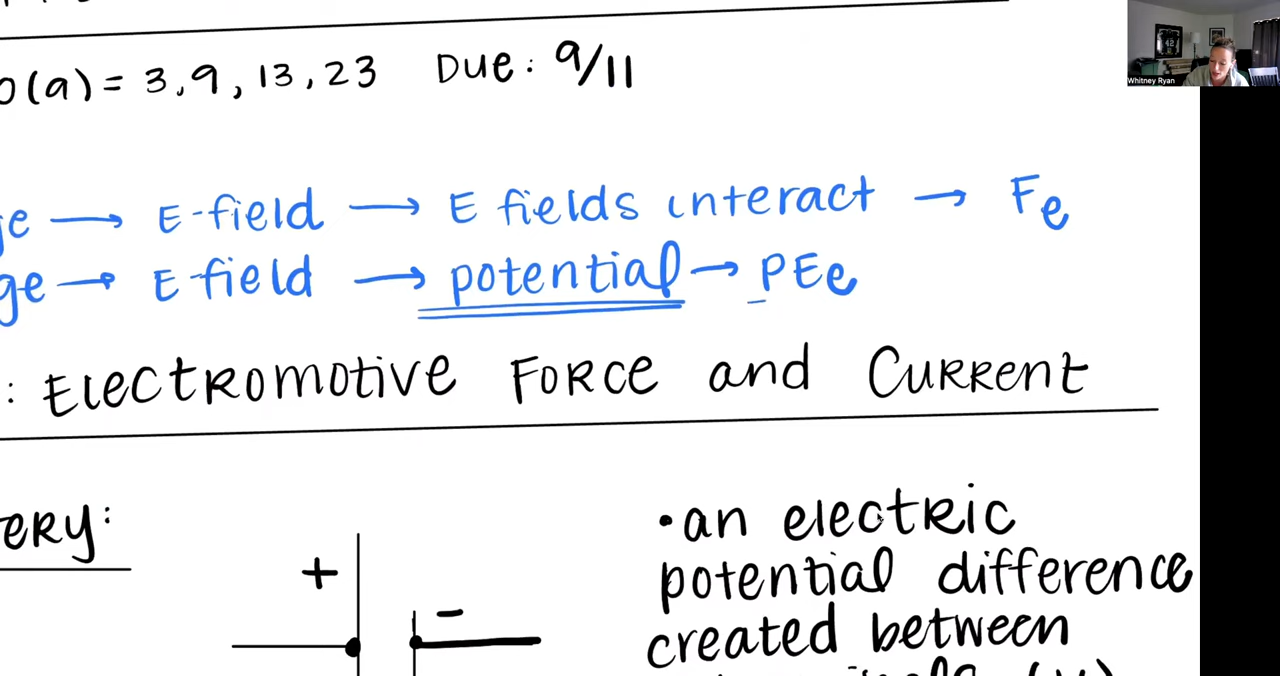 Whitney Ryan
(a) = 3, 9, 13, 23 Due: 9/11
ge → E-field → E fields interact → Fe
ge → E-field → potential → PEe
: Electromotive Force and Current
ery:
+
-
• an electric
potential difference
created between